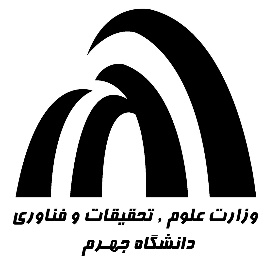 وزارت علوم , تحقیقات و فناوری
دانشگاه جهرم